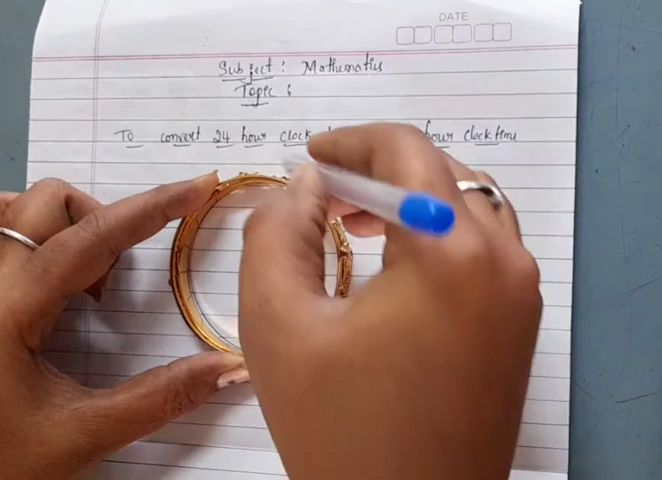 DATE
Subject : Mathematics
Topic :
To convert 24 hour clock hour clock time